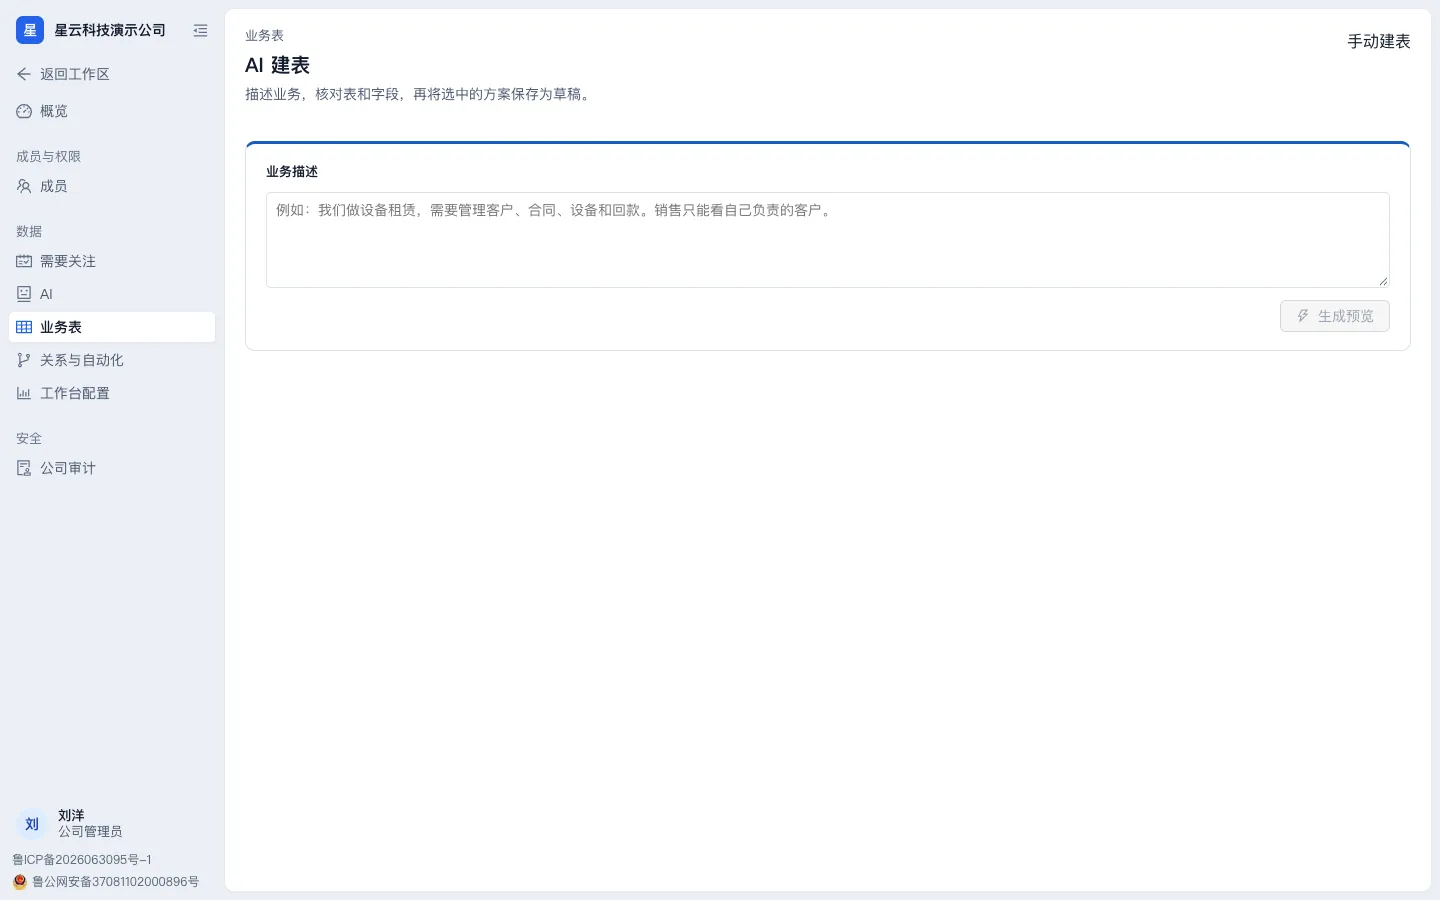 星
星云科技演示公司
返回工作区
概览
成员与权限
成员
数据
需要关注
AI
业务表
关系与自动化
工作台配置
安全
公司审计
刘
刘洋
公司管理员
鲁ICP备2026063095号-1
鲁公网安备37081102000896号
业务表
手动建表
AI 建表
描述业务，核对表和字段，再将选中的方案保存为草稿。
业务描述
例如：我们做设备租赁，需要管理客户、合同、设备和回款。销售只能看自己负责的客户。
生成预览